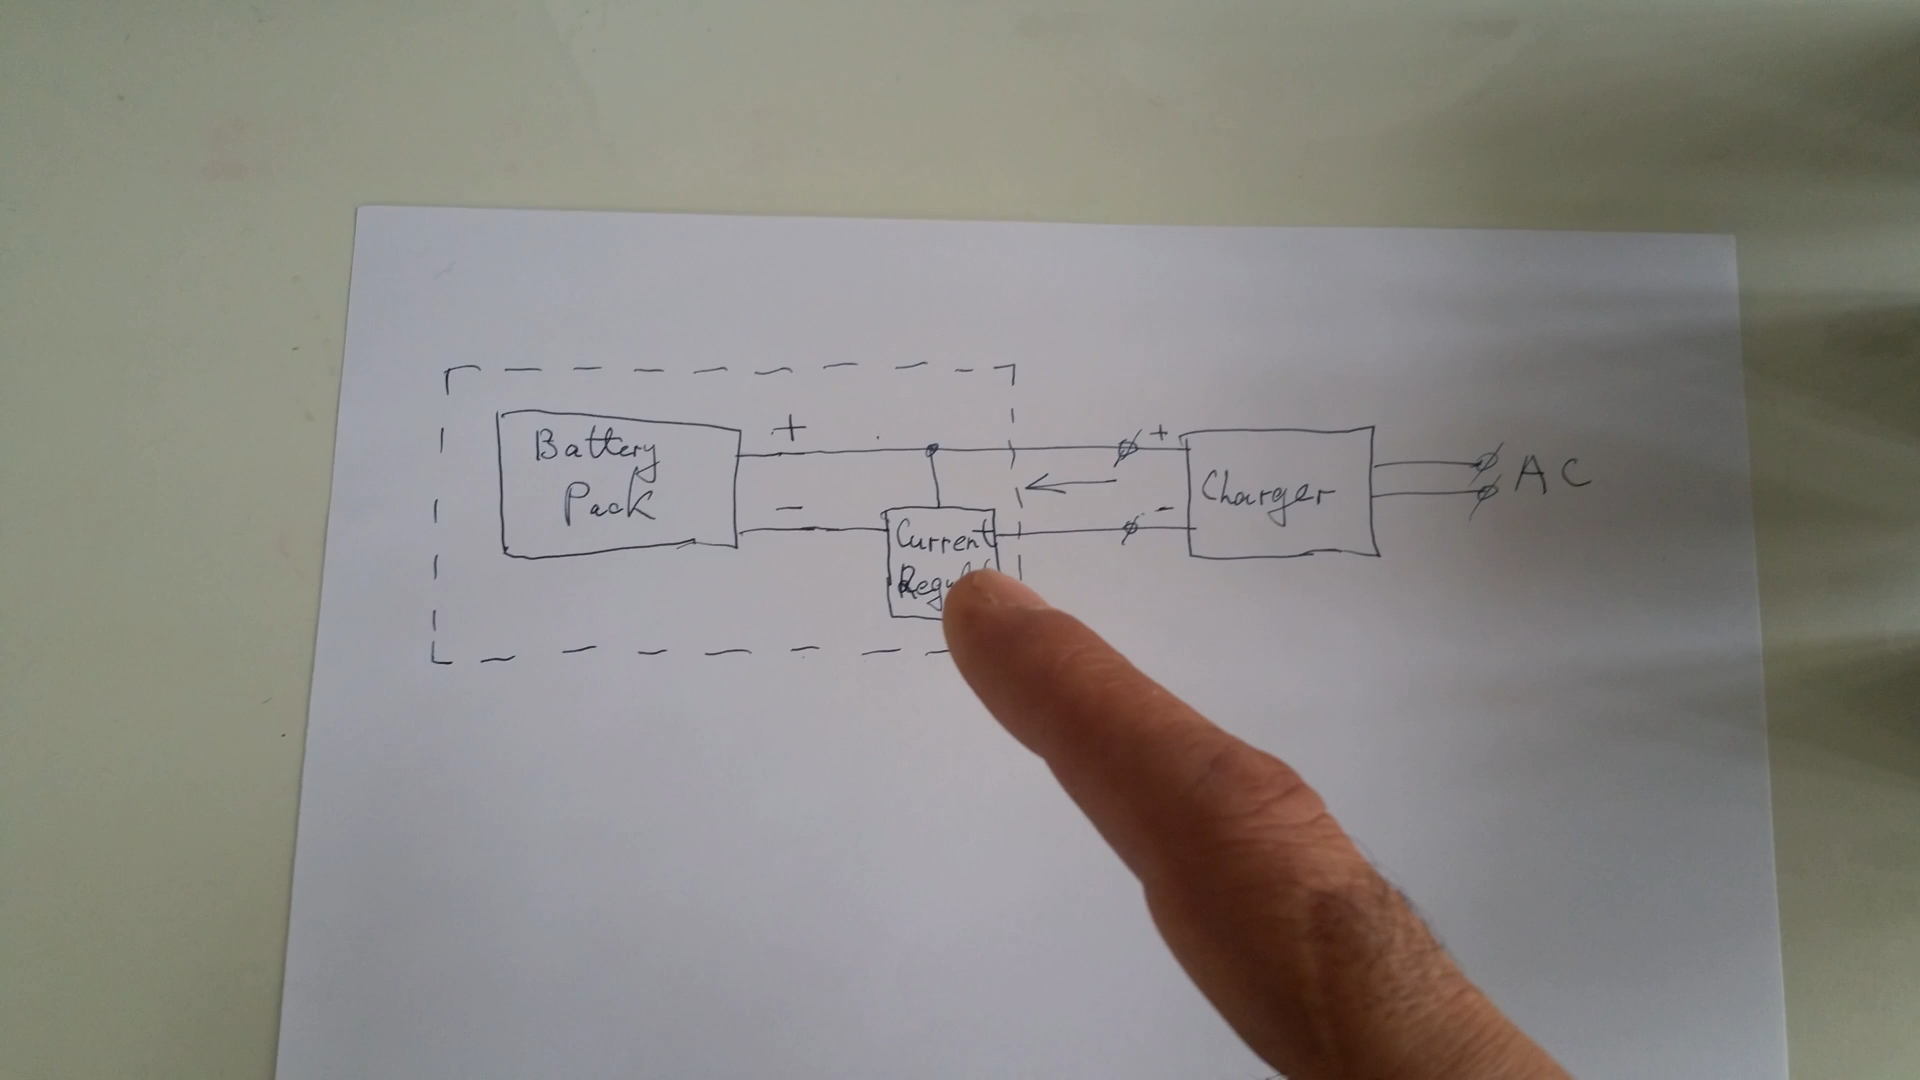 Battery
Pack
+
-
Current
+
-
Charger
AC